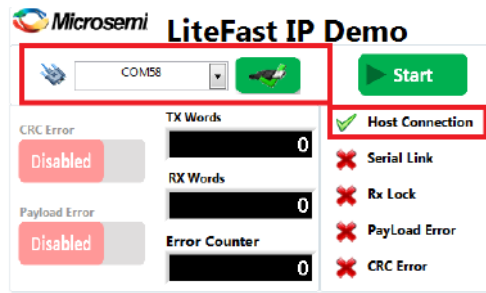 Microsemi
LiteFast IP Demo
COM58
Start
CRC Error
Disabled
Payload Error
Disabled
TX Words
0
RX Words
0
Error Counter
0
Host Connection
Serial Link
Rx Lock
PayLoad Error
CRC Error